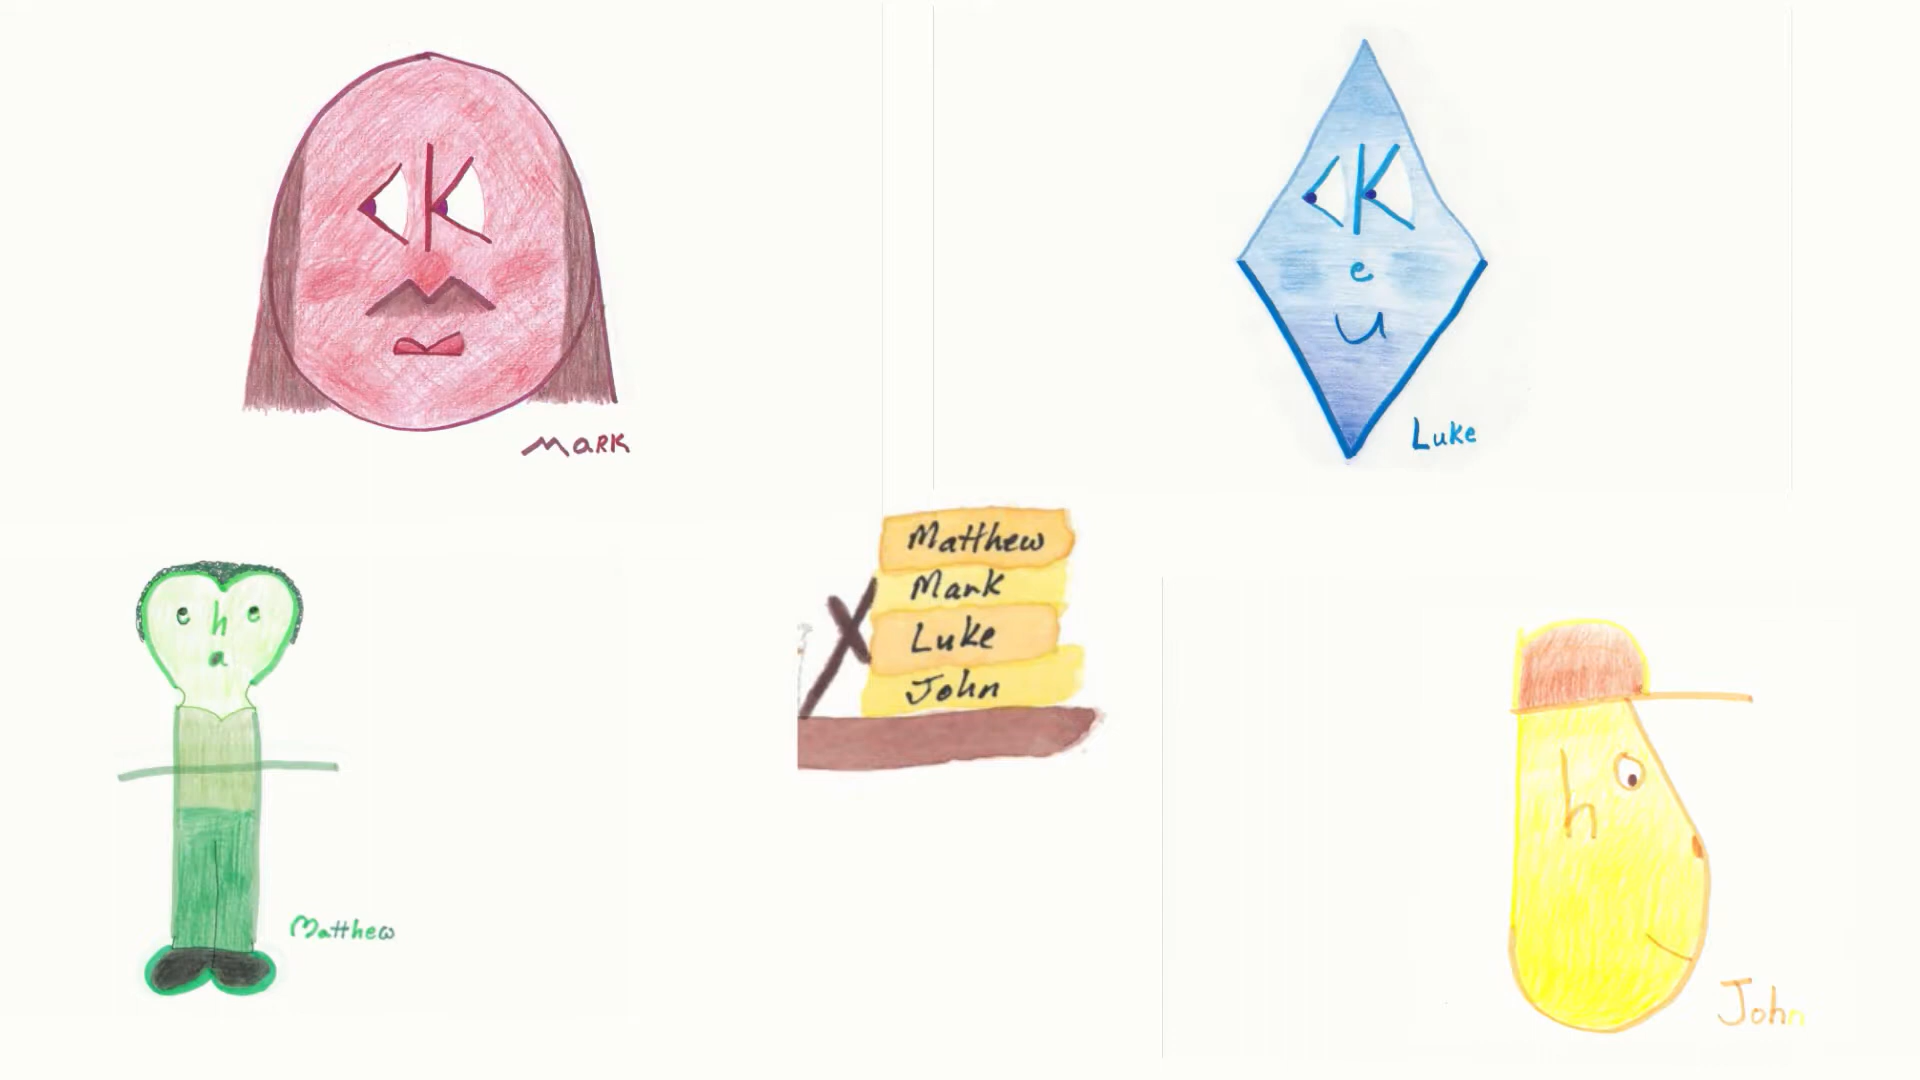 MaRK
Luke
Matthew
Mark
Luke
John
Matthew
John